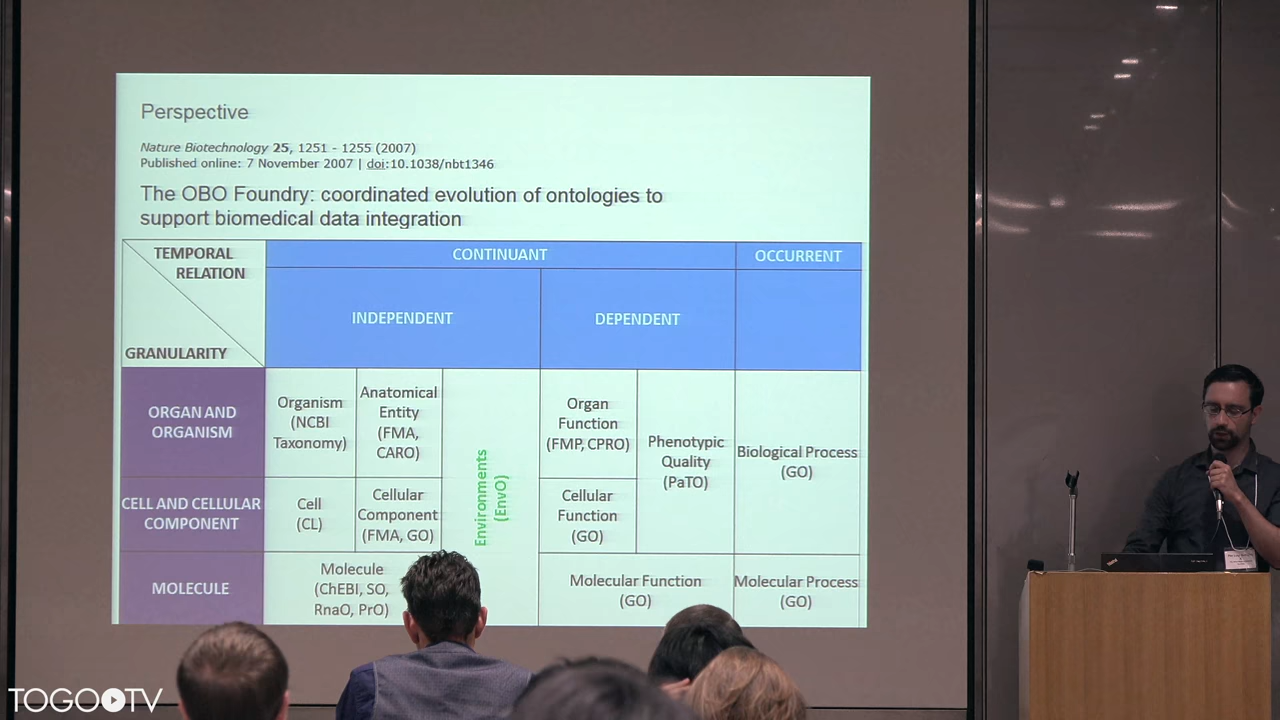 Perspective
Nature Biotechnology 25, 1251 - 1255 (2007)
Published online: 7 November 2007 | doi:10.1038/nbt1346
The OBO Foundry: coordinated evolution of ontologies to
support biomedical data integration
TEMPORAL
RELATION
GRANULARITY
CONTINUANT
OCCURRENT
INDEPENDENT
DEPENDENT
ORGAN AND
ORGANISM
Organism
(NCBI
Taxonomy)
Anatomical
Entity
(FMA,
CARO)
Environments
(EnvO)
Organ
Function
(FMP, CPRO)
Phenotypic
Quality
(PaTO)
Biological Process
(GO)
CELL AND CELLULAR
COMPONENT
Cell
(CL)
Cellular
Component
(FMA, GO)
Cellular
Function
(GO)
MOLECULE
Molecule
(ChEBI, SO,
RnaO, PrO)
Molecular Function
(GO)
Molecular Process
(GO)
TOGO TV